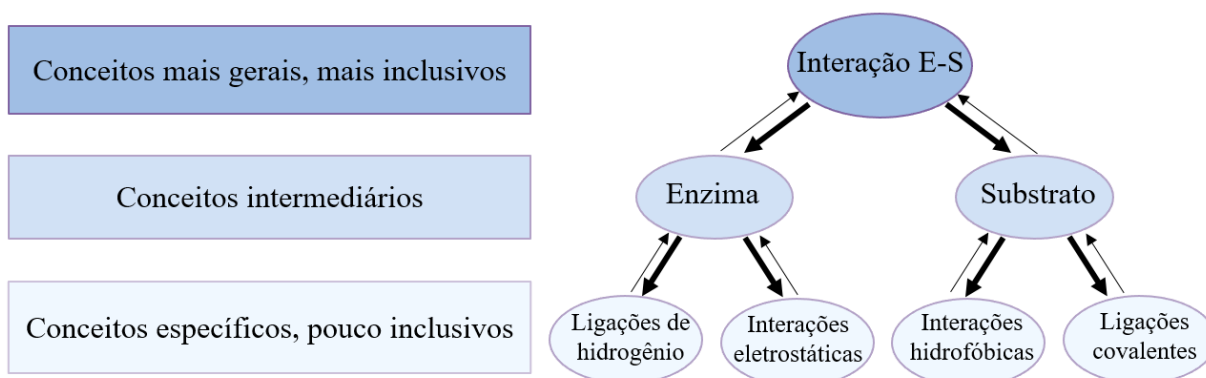 Conceitos mais gerais, mais inclusivos
Interação E-S
Conceitos intermediários
Enzima
Substrato
Conceitos específicos, pouco inclusivos
Ligações de
hidrogênio
Interações
eletrostáticas
Interações
hidrofóbicas
Ligações
covalentes